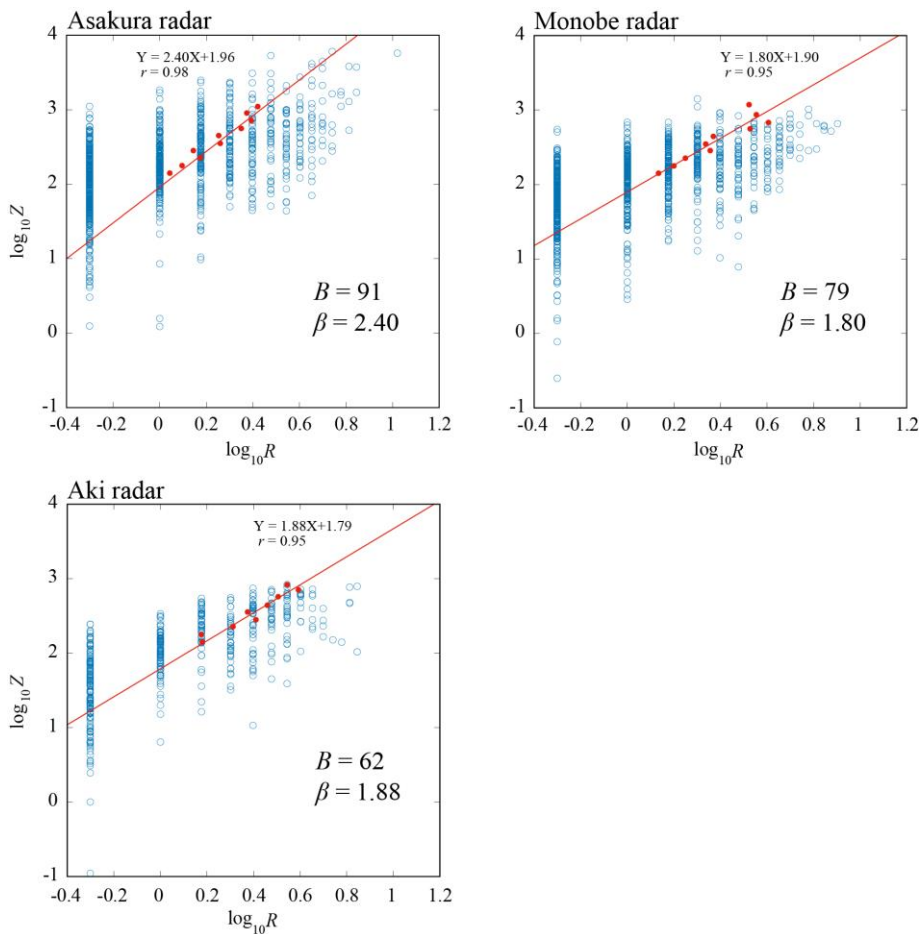 Asakura radar
4
3
2
1
0
-1
log10 Z
Y = 2.40X+1.96
r = 0.98
B = 91
β = 2.40
-0.4 -0.2 0 0.2 0.4 0.6 0.8 1 1.2
log10R
Monobe radar
4
3
2
1
0
-1
Y = 1.80X+1.90
r = 0.95
B = 79
β = 1.80
-0.4 -0.2 0 0.2 0.4 0.6 0.8 1 1.2
log10R
Aki radar
4
3
2
1
0
-1
log10 Z
Y = 1.88X+1.79
r = 0.95
B = 62
β = 1.88
-0.4 -0.2 0 0.2 0.4 0.6 0.8 1 1.2
log10R